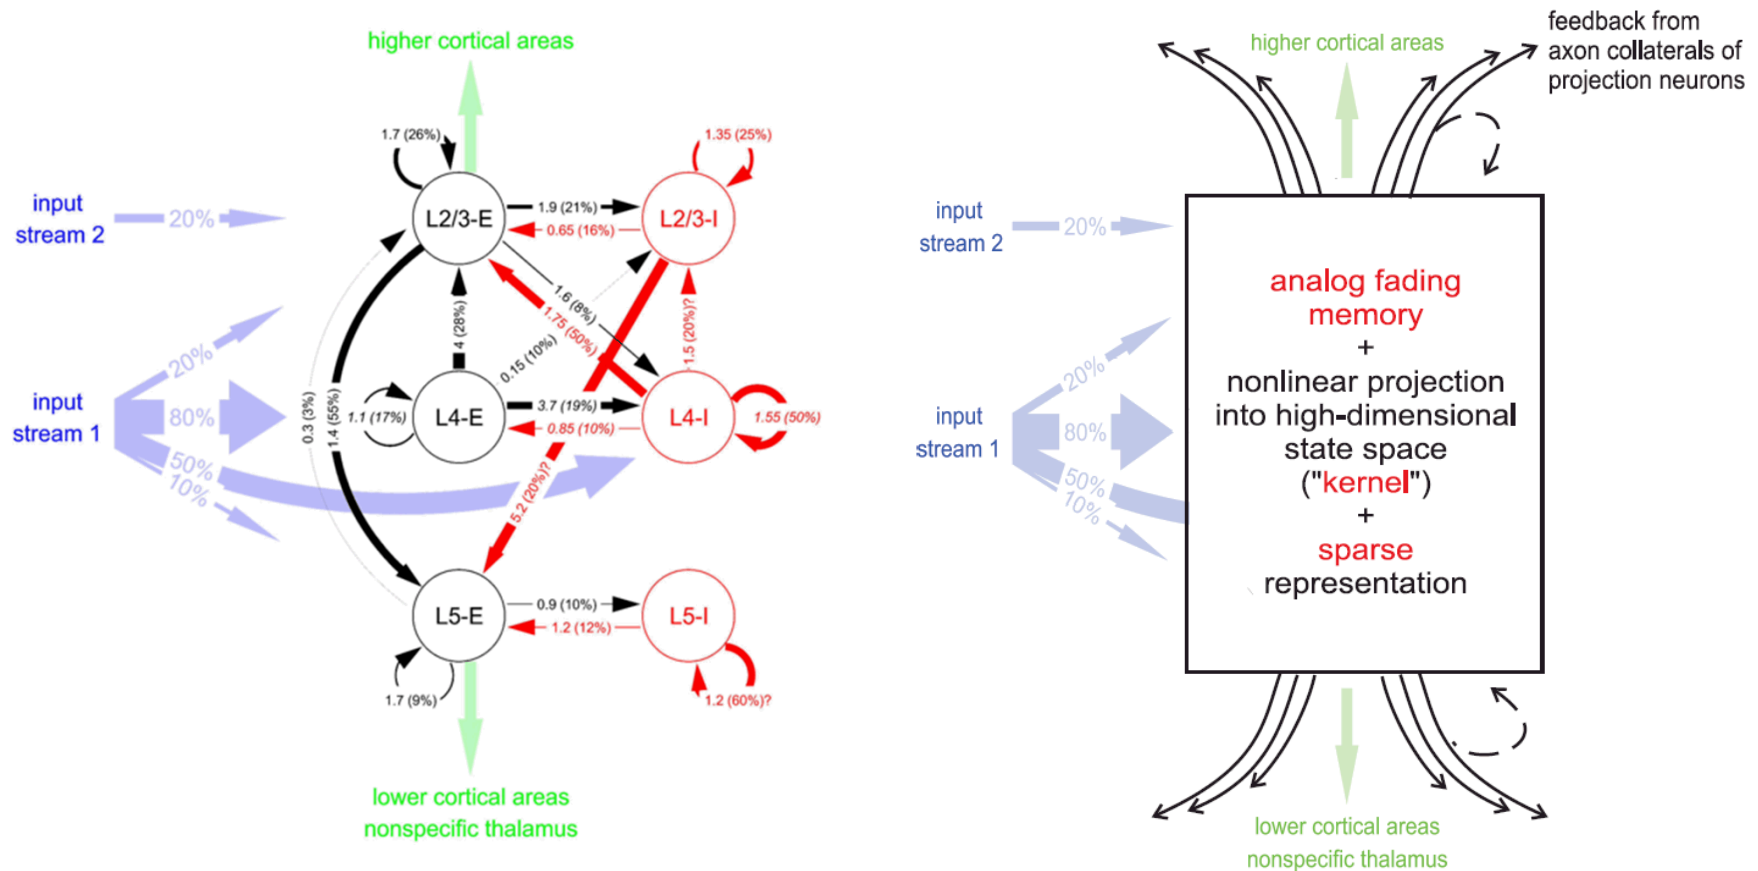 higher cortical areas
1.7 (26%)
1.35 (25%)
input
stream 2
20%
L2/3-E
1.9 (21%)
0.65 (16%)
L2/3-I
1.6 (8%)
1.75 (50%)
4 (28%)
0.15 (10%)
1.5 (20%)?
20%
input
stream 1
80%
50%
10%
0.3 (3%)
1.4 (55%)
1.1 (17%)
L4-E
3.7 (19%)
0.85 (10%)
L4-I
1.55 (50%)
5.2 (20%)?
L5-E
0.9 (10%)
1.2 (12%)
L5-I
1.7 (9%)
1.2 (60%)?
lower cortical areas
nonspecific thalamus
higher cortical areas
feedback from
axon collaterals of
projection neurons
input
stream 2
20%
input
stream 1
20%
80%
50%
10%
analog fading
memory
+
nonlinear projection
into high-dimensional
state space
("kernel")
+
sparse
representation
lower cortical areas
nonspecific thalamus